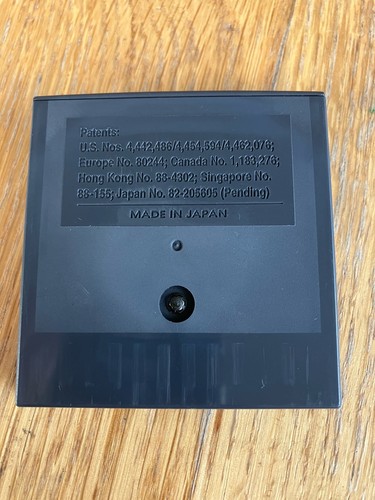 Patents:
U.S. Nos. 4,442,486/4,454,594/4,462,076;
Europe No. 80244; Canada No. 1,183,276;
Hong Kong No. 88-4302; Singapore No.
88-155; Japan No. 82-205605 (Pending)
MADE IN JAPAN